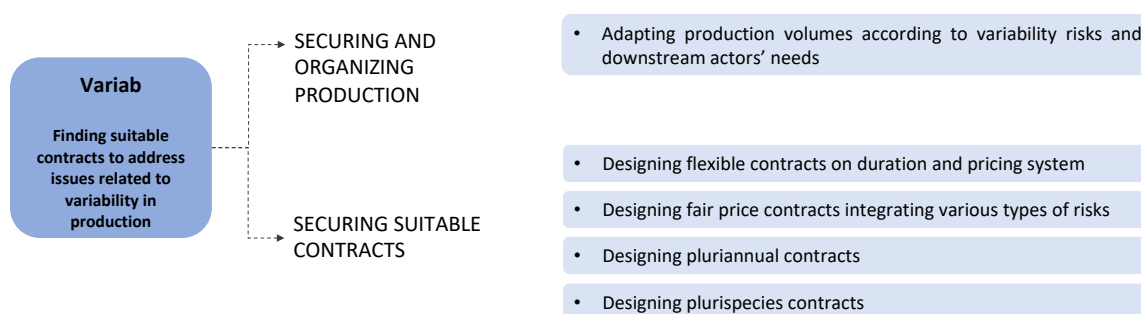 Variab
Finding suitable
contracts to address
issues related to
variability in
production
SECURING AND
ORGANIZING
PRODUCTION
• Adapting production volumes according to variability risks and
downstream actors’ needs
SECURING SUITABLE
CONTRACTS
• Designing flexible contracts on duration and pricing system
• Designing fair price contracts integrating various types of risks
• Designing pluriannual contracts
• Designing plurispecies contracts